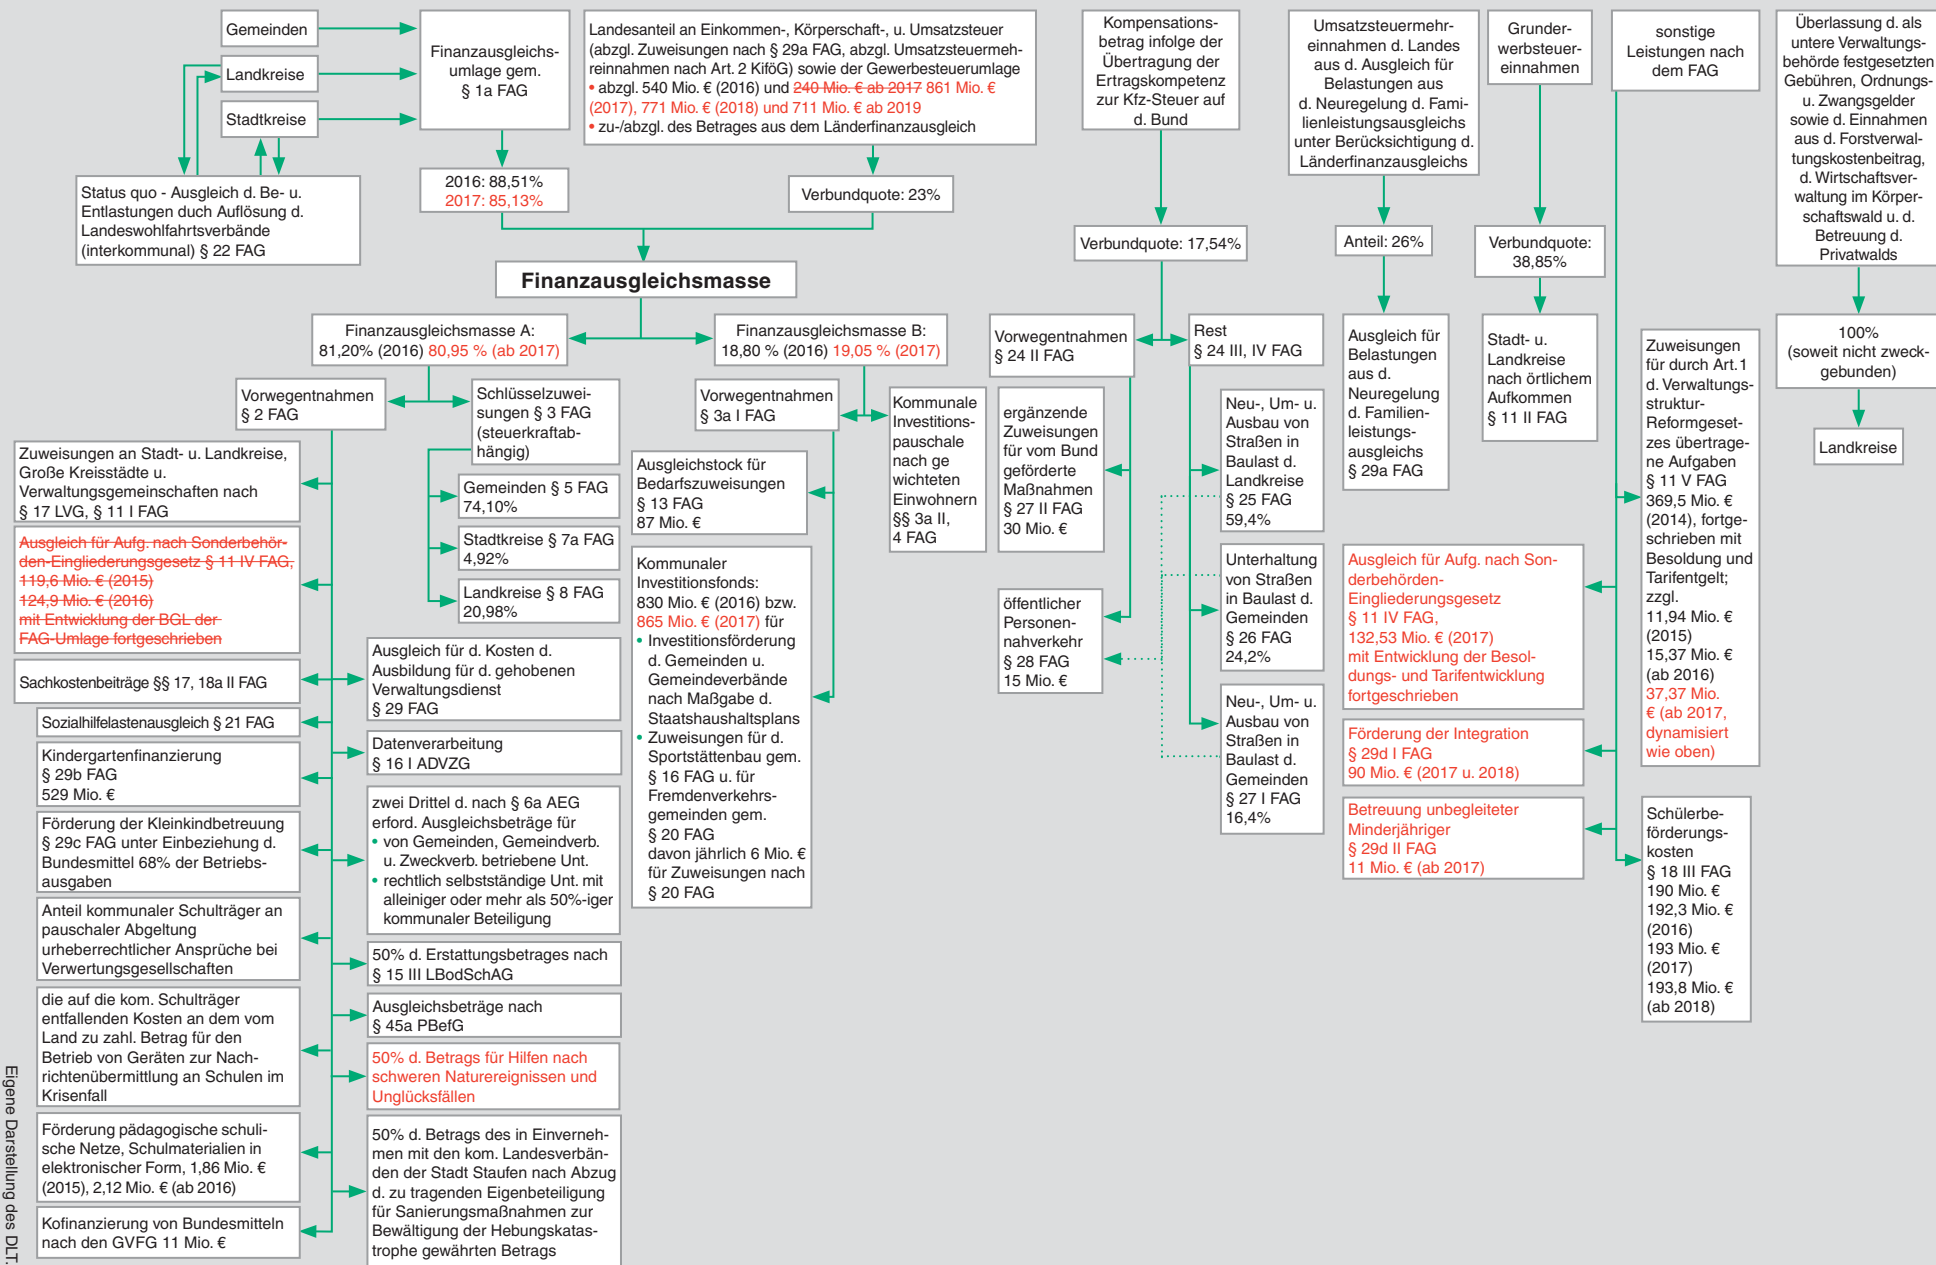 Gemeinden
Landkreise
Stadtkreise
Status quo - Ausgleich d. Be- u.
Entlastungen duch Auflösung d.
Landeswohlfahrtsverbände
(interkommunal) § 22 FAG
Finanzausgleichs-
umlage gem.
§ 1a FAG
2016: 88,51%
2017: 85,13%
Landesanteil an Einkommen-, Körperschaft-, u. Umsatzsteuer
(abzgl. Zuweisungen nach § 29a FAG, abzgl. Umsatzsteuermeh-
reinnahmen nach Art. 2 KiföG) sowie der Gewerbesteuerumlage
• abzgl. 540 Mio. € (2016) und 240 Mio. € ab 2017 861 Mio. €
(2017), 771 Mio. € (2018) und 711 Mio. € ab 2019
• zu-/abzgl. des Betrages aus dem Länderfinanzausgleich
Verbundquote: 23%
Finanzausgleichsmasse
Finanzausgleichsmasse A:
81,20% (2016) 80,95 % (ab 2017)
Finanzausgleichsmasse B:
18,80 % (2016) 19,05 % (2017)
Vorwegentnahmen
§ 2 FAG
Schlüsselzuwei-
sungen § 3 FAG
(steuerkraftab-
hängig)
Gemeinden § 5 FAG
74,10%
Stadtkreise § 7a FAG
4,92%
Landkreise § 8 FAG
20,98%
Zuweisungen an Stadt- u. Landkreise,
Große Kreisstädte u.
Verwaltungsgemeinschaften nach
§ 17 LVG, § 11 I FAG
Ausgleich für Aufg. nach Sonderbehör-
den-Eingliederungsgesetz § 11 IV FAG,
119,6 Mio. € (2015)
124,9 Mio. € (2016)
mit Entwicklung der BGL der
FAG-Umlage fortgeschrieben
Sachkostenbeiträge §§ 17, 18a II FAG
Sozialhilfelastenausgleich § 21 FAG
Kindergartenfinanzierung
§ 29b FAG
529 Mio. €
Förderung der Kleinkindbetreuung
§ 29c FAG unter Einbeziehung d.
Bundesmittel 68% der Betriebs-
ausgaben
Anteil kommunaler Schulträger an
pauschaler Abgeltung
urheberrechtlicher Ansprüche bei
Verwertungsgesellschaften
die auf die kom. Schulträger
entfallenden Kosten an dem vom
Land zu zahl. Betrag für den
Betrieb von Geräten zur Nach-
richtenübermittlung an Schulen im
Krisenfall
Förderung pädagogische schuli-
sche Netze, Schulmaterialien in
elektronischer Form, 1,86 Mio. €
(2015), 2,12 Mio. € (ab 2016)
Kofinanzierung von Bundesmitteln
nach den GVFG 11 Mio. €
Ausgleich für d. Kosten d.
Ausbildung für d. gehobenen
Verwaltungsdienst
§ 29 FAG
Datenverarbeitung
§ 16 I ADVZG
zwei Drittel d. nach § 6a AEG
erford. Ausgleichsbeträge für
• von Gemeinden, Gemeindverb.
u. Zweckverb. betriebene Unt.
• rechtlich selbstständige Unt. mit
alleiniger oder mehr als 50%-iger
kommunaler Beteiligung
50% d. Erstattungsbetrages nach
§ 15 III LBodSchAG
Ausgleichsbeträge nach
§ 45a PBefG
50% d. Betrags für Hilfen nach
schweren Naturereignissen und
Unglücksfällen
50% d. Betrags des in Einverneh-
men mit den kom. Landesverbän-
den der Stadt Staufen nach Abzug
d. zu tragenden Eigenbeteiligung
für Sanierungsmaßnahmen zur
Bewältigung der Hebungskatas-
trophe gewährten Betrags
Vorwegentnahmen
§ 3a I FAG
Ausgleichstock für
Bedarfszuweisungen
§ 13 FAG
87 Mio. €
Kommunaler
Investitionsfonds:
830 Mio. € (2016) bzw.
865 Mio. € (2017) für
• Investitionsförderung
d. Gemeinden u.
Gemeindeverbände
nach Maßgabe d.
Staatshaushaltsplans
• Zuweisungen für d.
Sportstättenbau gem.
§ 16 FAG u. für
Fremdenverkehrs-
gemeinden gem.
§ 20 FAG
davon jährlich 6 Mio. €
für Zuweisungen nach
§ 20 FAG
Kommunale
Investitions-
pauschale
nach ge
wichteten
Einwohnern
§§ 3a II,
4 FAG
Kompensations-
betrag infolge der
Übertragung der
Ertragskompetenz
zur Kfz-Steuer auf
d. Bund
Verbundquote: 17,54%
Vorwegentnahmen
§ 24 II FAG
ergänzende
Zuweisungen
für vom Bund
geförderte
Maßnahmen
§ 27 II FAG
30 Mio. €
öffentlicher
Personen-
nahverkehr
§ 28 FAG
15 Mio. €
Rest
§ 24 III, IV FAG
Neu-, Um- u.
Ausbau von
Straßen in
Baulast d.
Landkreise
§ 25 FAG
59,4%
Unterhaltung
von Straßen
in Baulast d.
Gemeinden
§ 26 FAG
24,2%
Neu-, Um- u.
Ausbau von
Straßen in
Baulast d.
Gemeinden
§ 27 I FAG
16,4%
Umsatzsteuermehr-
einnahmen d. Landes
aus d. Ausgleich für
Belastungen aus
d. Neuregelung d. Fami-
lienleistungsausgleichs
unter Berücksichtigung d.
Länderfinanzausgleichs
Anteil: 26%
Ausgleich für
Belastungen
aus d.
Neuregelung
d. Familien-
leistungs-
ausgleichs
§ 29a FAG
Grunder-
werbsteuer-
einnahmen
Verbundquote:
38,85%
Stadt- u.
Landkreise
nach örtlichem
Aufkommen
§ 11 II FAG
sonstige
Leistungen nach
dem FAG
Ausgleich für Aufg. nach Son-
derbehörden-
Eingliederungsgesetz
§ 11 IV FAG,
132,53 Mio. € (2017)
mit Entwicklung der Besol-
dungs- und Tarifentwicklung
fortgeschrieben
Förderung der Integration
§ 29d I FAG
90 Mio. € (2017 u. 2018)
Betreuung unbegleiteter
Minderjähriger
§ 29d II FAG
11 Mio. € (ab 2017)
Zuweisungen
für durch Art.1
d. Verwaltungs-
struktur-
Reformgeset-
zes übertrage-
ne Aufgaben
§ 11 V FAG
369,5 Mio. €
(2014), fortge-
schrieben mit
Besoldung und
Tarifentgelt;
zzgl.
11,94 Mio. €
(2015)
15,37 Mio. €
(ab 2016)
37,37 Mio.
€ (ab 2017,
dynamisiert
wie oben)
Schülerbe-
förderungs-
kosten
§ 18 III FAG
190 Mio. €
192,3 Mio. €
(2016)
193 Mio. €
(2017)
193,8 Mio. €
(ab 2018)
Überlassung d. als
untere Verwaltungs-
behörde festgesetzten
Gebühren, Ordnungs-
u. Zwangsgelder
sowie d. Einnahmen
aus d. Forstverwal-
tungskostenbeitrag,
d. Wirtschaftsver-
waltung im Körper-
schaftswald u. d.
Betreuung d.
Privatwalds
100%
(soweit nicht zweck-
gebunden)
Landkreise
Eigene Darstellung des DLT.